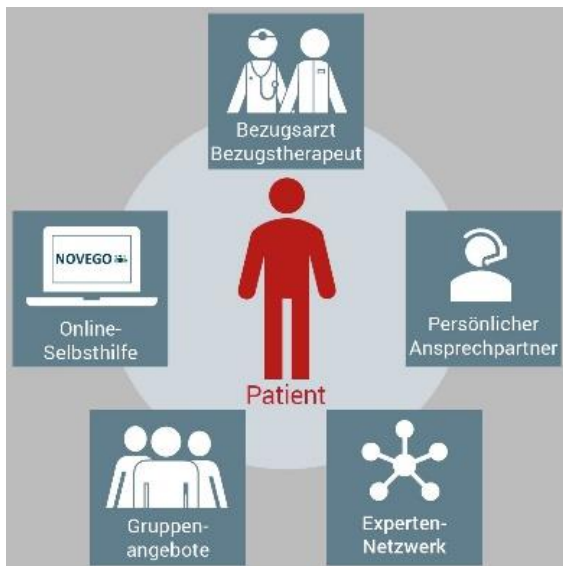 Bezugsarzt
Bezugstherapeut
NOVEGO
Online-
Selbsthilfe
Persönlicher
Ansprechpartner
Patient
Gruppen-
angebote
Experten-
Netzwerk